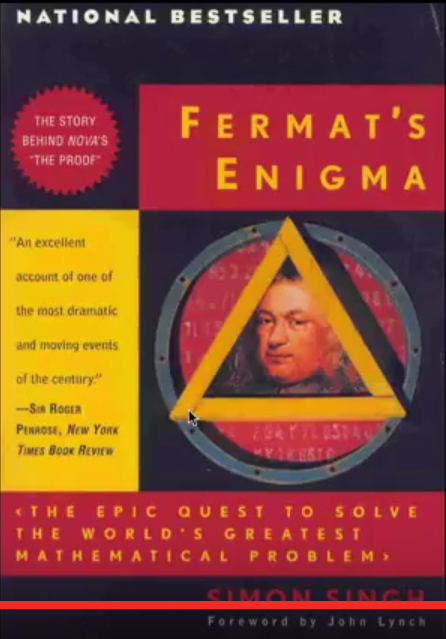 NATIONAL BESTSELLER
THE STORY
BEHIND NOVA'S
"THE PROOF"
FERMAT'S
ENIGMA
"An excellent
account of one of
the most dramatic
and moving events
of the century."
—SIR ROGER
PENROSE, NEW YORK
TIMES BOOK REVIEW
<THE EPIC QUEST TO SOLVE
THE WORLD'S GREATEST
MATHEMATICAL PROBLEM>
SIMON SINGH
Foreword by John Lynch